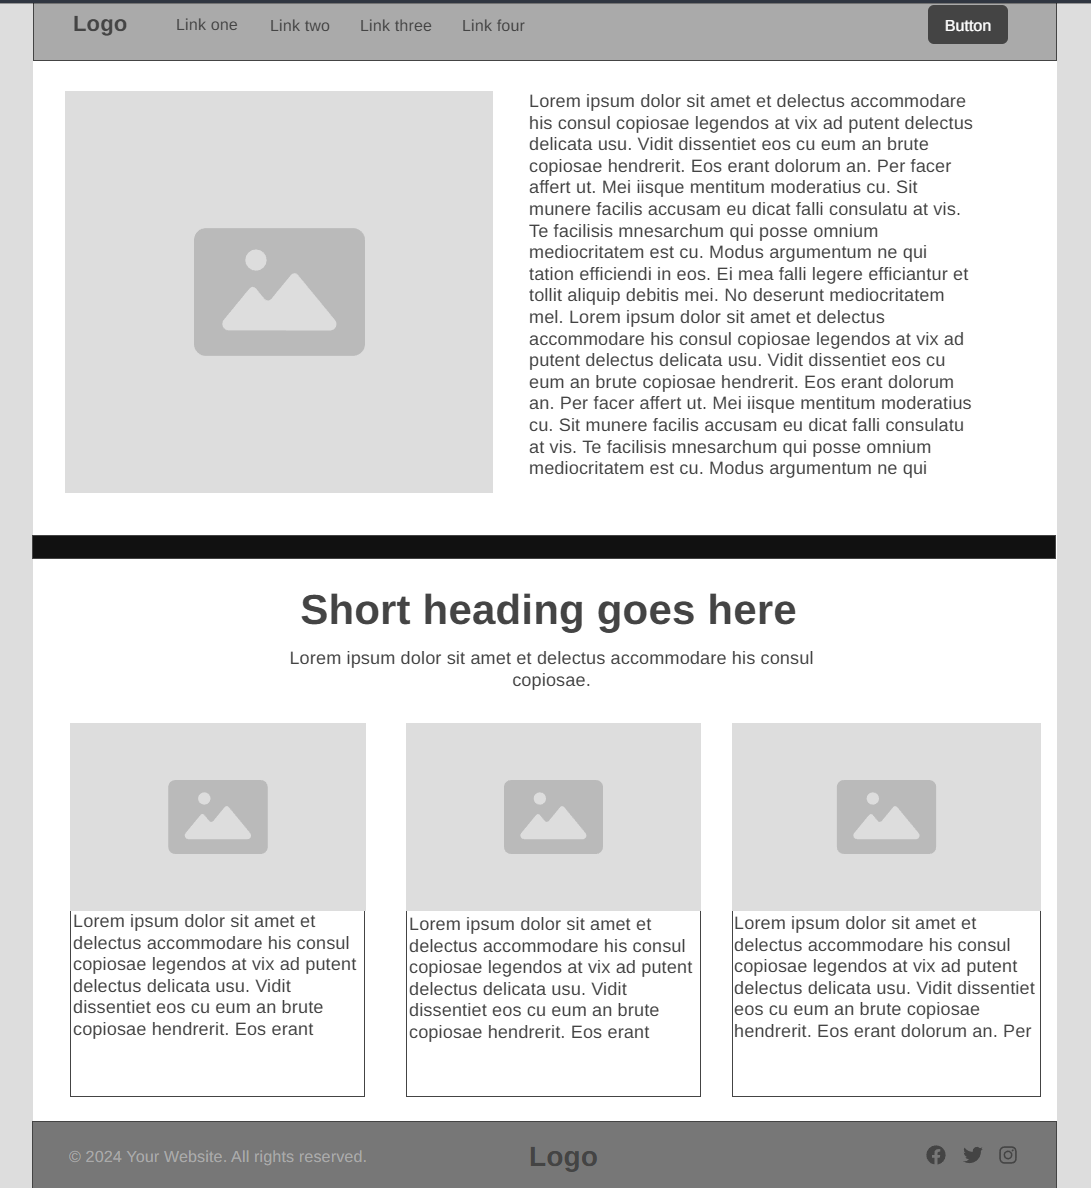 Logo
Link one
Link two
Link three
Link four
Button
Lorem ipsum dolor sit amet et delectus accommodare
his consul copiosae legendos at vix ad putent delectus
delicata usu. Vidit dissentiet eos cu eum an brute
copiosae hendrerit. Eos erant dolorum an. Per facer
affert ut. Mei iisque mentitum moderatius cu. Sit
munere facilis accusam eu dicat falli consulatu at vis.
Te facilisis mnesarchum qui posse omnium
mediocritatem est cu. Modus argumentum ne qui
tation efficiendi in eos. Ei mea falli legere efficiantur et
tollit aliquip debitis mei. No deserunt mediocritatem
mel. Lorem ipsum dolor sit amet et delectus
accommodare his consul copiosae legendos at vix ad
putent delectus delicata usu. Vidit dissentiet eos cu
eum an brute copiosae hendrerit. Eos erant dolorum
an. Per facer affert ut. Mei iisque mentitum moderatius
cu. Sit munere facilis accusam eu dicat falli consulatu
at vis. Te facilisis mnesarchum qui posse omnium
mediocritatem est cu. Modus argumentum ne qui
Short heading goes here
Lorem ipsum dolor sit amet et delectus accommodare his consul
copiosae.
Lorem ipsum dolor sit amet et
delectus accommodare his consul
copiosae legendos at vix ad putent
delectus delicata usu. Vidit
dissentiet eos cu eum an brute
copiosae hendrerit. Eos erant
Lorem ipsum dolor sit amet et
delectus accommodare his consul
copiosae legendos at vix ad putent
delectus delicata usu. Vidit
dissentiet eos cu eum an brute
copiosae hendrerit. Eos erant
Lorem ipsum dolor sit amet et
delectus accommodare his consul
copiosae legendos at vix ad putent
delectus delicata usu. Vidit dissentiet
eos cu eum an brute copiosae
hendrerit. Eos erant dolorum an. Per
© 2024 Your Website. All rights reserved.
Logo